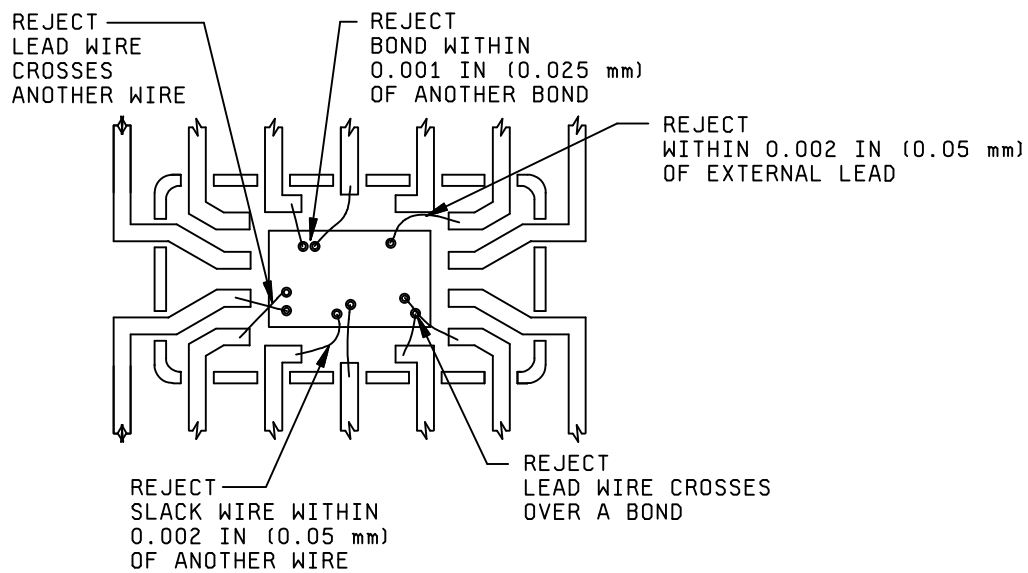 REJECT
LEAD WIRE
CROSSES
ANOTHER WIRE
REJECT
BOND WITHIN
0.001 IN (0.025 mm)
OF ANOTHER BOND
REJECT
WITHIN 0.002 IN (0.05 mm)
OF EXTERNAL LEAD
REJECT
SLACK WIRE WITHIN
0.002 IN (0.05 mm)
OF ANOTHER WIRE
REJECT
LEAD WIRE CROSSES
OVER A BOND